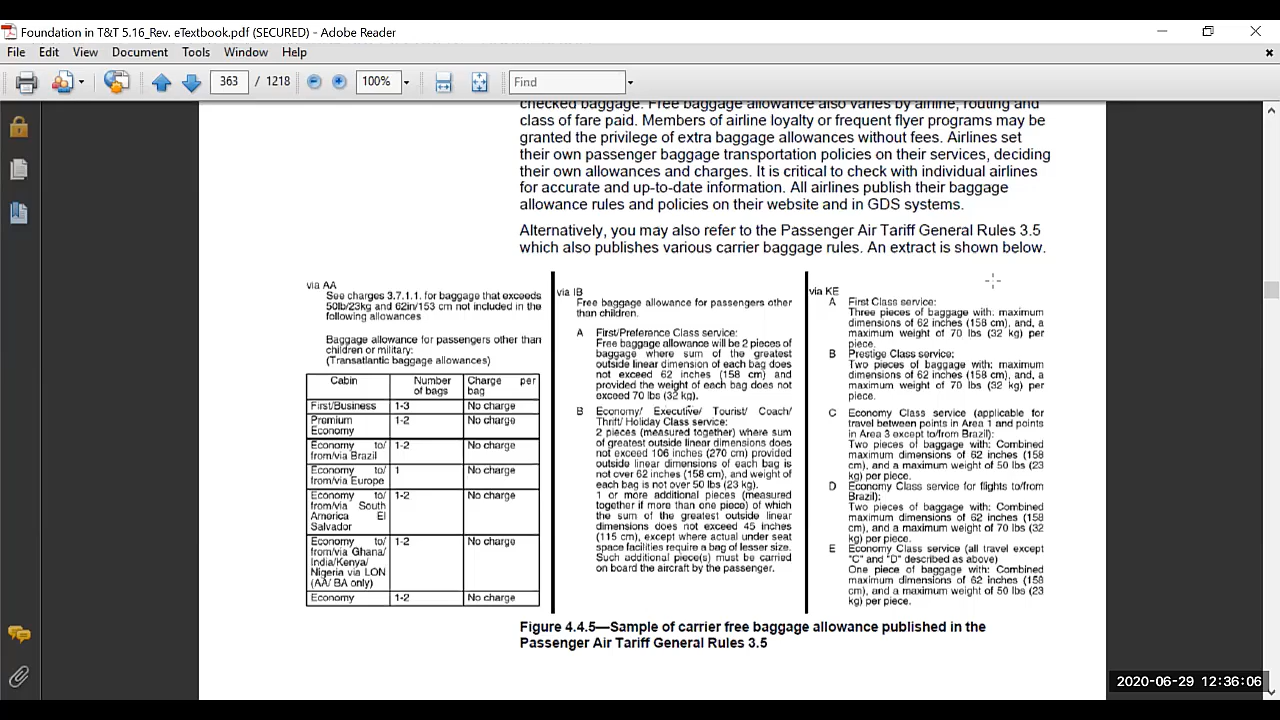 Foundation in T&T 5.16_Rev. eTextbook.pdf (SECURED) - Adobe Reader
File Edit View Document Tools Window Help
363 / 1218 100% Find
checked baggage. Free baggage allowance also varies by airline, routing and
class of fare paid. Members of airline loyalty or frequent flyer programs may be
granted the privilege of extra baggage allowances without fees. Airlines set
their own passenger baggage transportation policies on their services, deciding
their own allowances and charges. It is critical to check with individual airlines
for accurate and up-to-date information. All airlines publish their baggage
allowance rules and policies on their website and in GDS systems.
Alternatively, you may also refer to the Passenger Air Tariff General Rules 3.5
which also publishes various carrier baggage rules. An extract is shown below.
via AA
See charges 3.7.1.1. for baggage that exceeds
50lb/23kg and 62in/153 cm not included in the
following allowances
Baggage allowance for passengers other than
children or military:
(Transatlantic baggage allowances)
Cabin Number of bags Charge per bag
First/Business 1-3 No charge
Premium Economy 1-2 No charge
Economy to/
from/via Brazil 1-2 No charge
Economy to/
from/via Europe 1 No charge
Economy to/
from/via South
America El
Salvador 1-2 No charge
Economy to/
from/via Ghana/
India/Kenya/
Nigeria via LON
(AA/ BA only) 1-2 No charge
Economy 1-2 No charge
via IB
Free baggage allowance for passengers other
than children.
A First/Preference Class service:
Free baggage allowance will be 2 pieces of
baggage where sum of the greatest
outside linear dimension of each bag does
not exceed 62 inches (158 cm) and
provided the weight of each bag does not
exceed 70 lbs (32 kg).
B Economy/ Executive/ Tourist/ Coach/
Thrift/ Holiday Class service:
2 pieces (measured together) where sum
of greatest outside linear dimensions does
not exceed 106 inches (270 cm) provided
outside linear dimensions of each bag is
not over 62 inches (158 cm), and weight of
each bag is not over 50 lbs (23 kg).
1 or more additional pieces (measured
together if more than one piece) of which
the sum of the greatest outside linear
dimensions does not exceed 45 inches
(115 cm), except where actual under seat
space facilities require a bag of lesser size.
Such additional piece(s) must be carried
on board the aircraft by the passenger.
via KE
A First Class service:
Three pieces of baggage with: maximum
dimensions of 62 inches (158 cm), and, a
maximum weight of 70 lbs (32 kg) per
piece.
B Prestige Class service:
Two pieces of baggage with: maximum
dimensions of 62 inches (158 cm), and, a
maximum weight of 70 lbs (32 kg) per
piece.
C Economy Class service (applicable for
travel between points in Area 1 and points
in Area 3 except to/from Brazil):
Two pieces of baggage with: Combined
maximum dimensions of 62 inches (158
cm), and a maximum weight of 50 lbs (23
kg) per piece.
D Economy Class service for flights to/from
Brazil):
Two pieces of baggage with: Combined
maximum dimensions of 62 inches (158
cm), and a maximum weight of 70 lbs (32
kg) per piece.
E Economy Class service (all travel except
"C" and "D" described as above)
One piece of baggage with: Combined
maximum dimensions of 62 inches (158
cm), and a maximum weight of 50 lbs (23
kg) per piece.
Figure 4.4.5—Sample of carrier free baggage allowance published in the
Passenger Air Tariff General Rules 3.5
2020-06-29 12:36:06